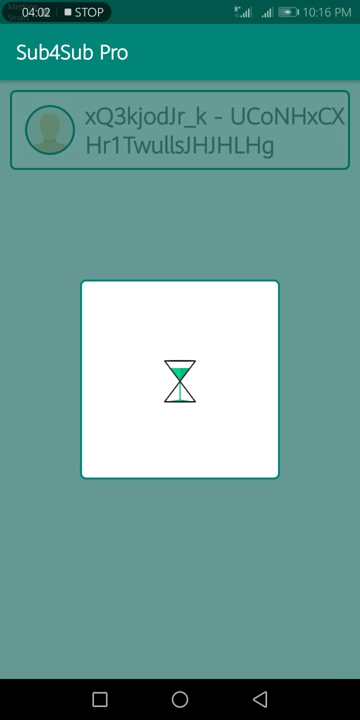 04:02 STOP 10:16 PM
Sub4Sub Pro
xQ3kjodJr_k - UCoNHxCX
Hr1TwullsJHJHLHg